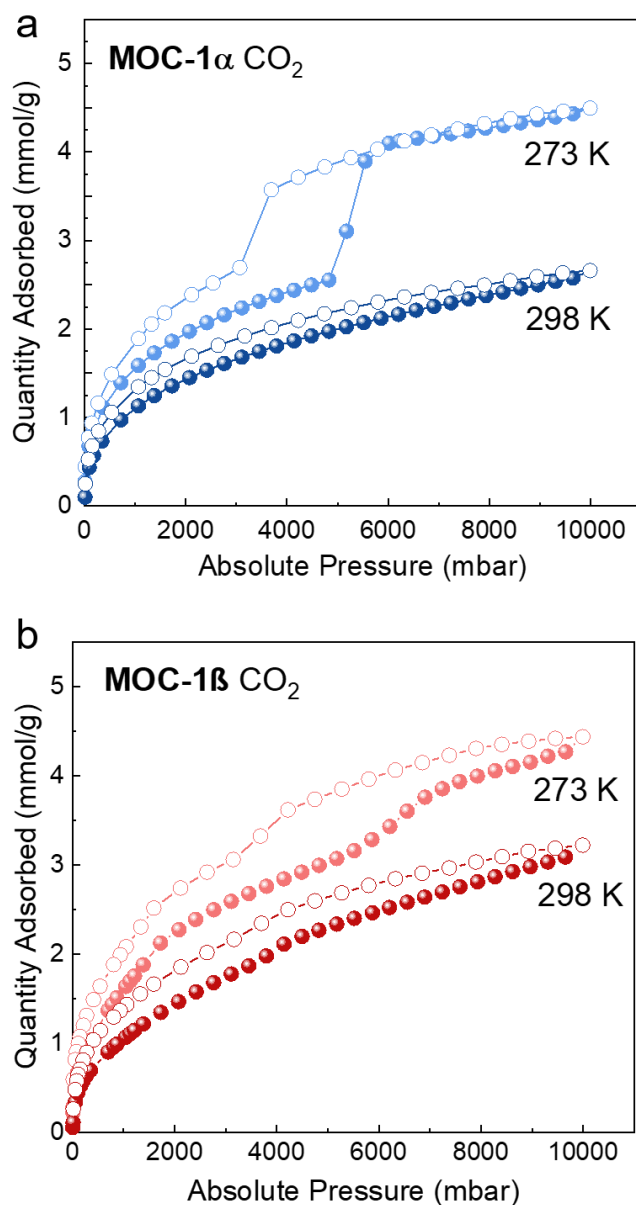 a
MOC-1α CO₂
5
4
3
2
1
0
Quantity Adsorbed (mmol/g)
273 K
298 K
0 2000 4000 6000 8000 10000
Absolute Pressure (mbar)
b
MOC-1ß CO₂
5
4
3
2
1
0
Quantity Adsorbed (mmol/g)
273 K
298 K
0 2000 4000 6000 8000 10000
Absolute Pressure (mbar)